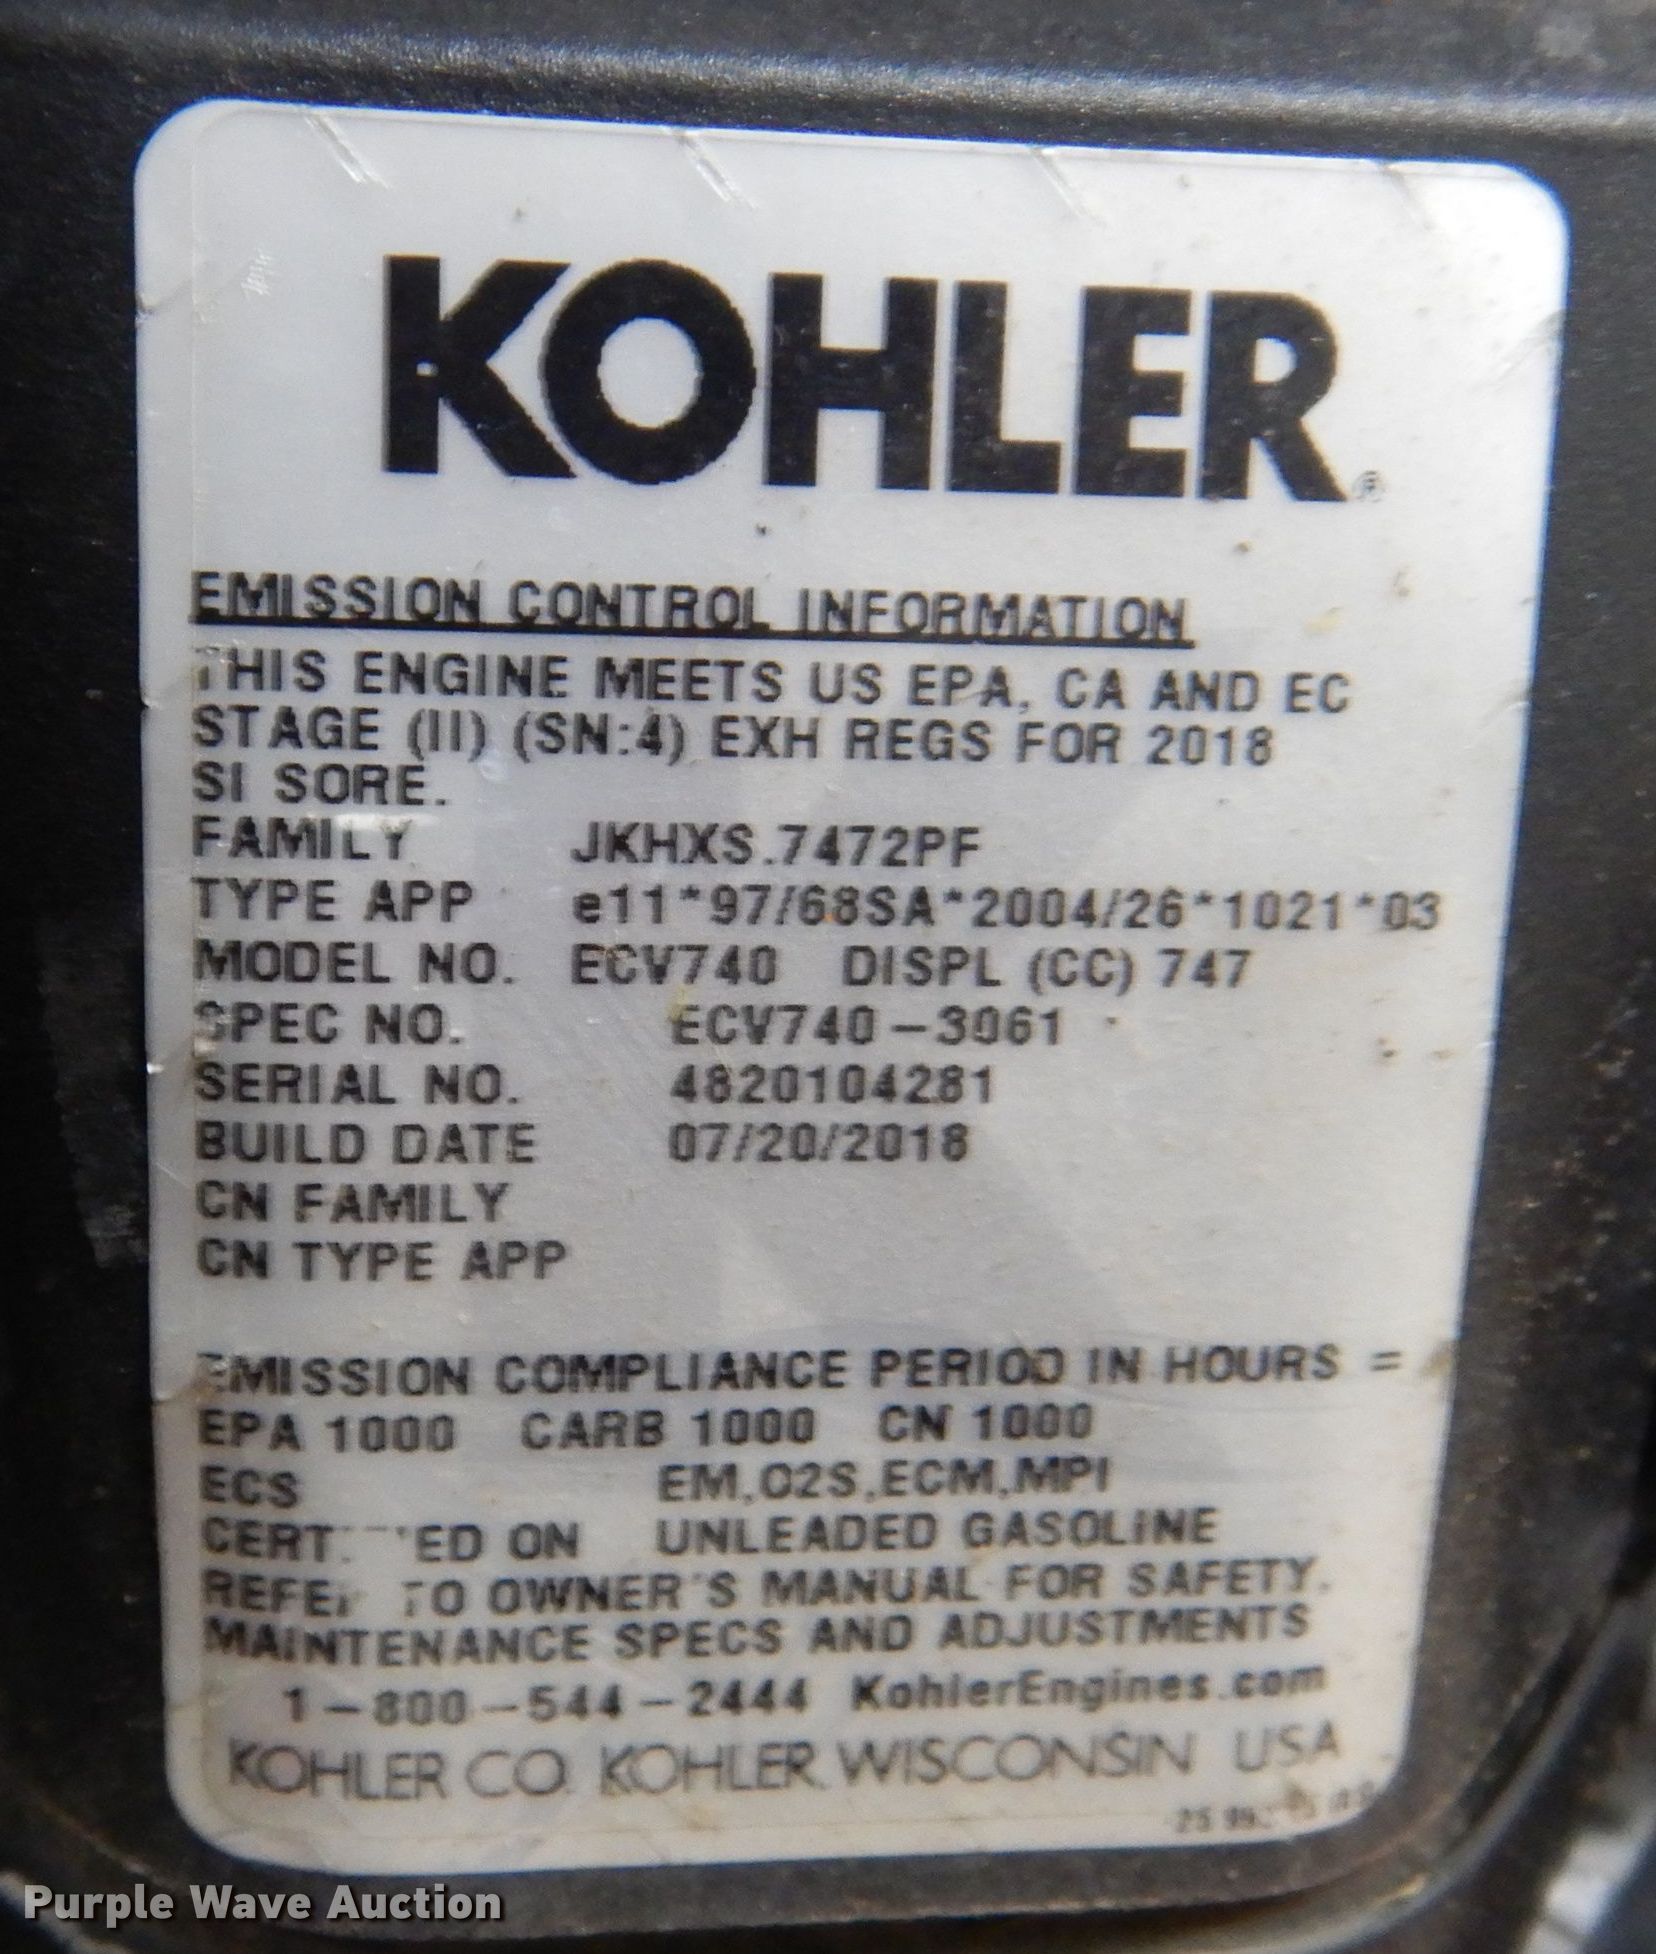 KOHLER®
EMISSION CONTROL INFORMATION
THIS ENGINE MEETS US EPA, CA AND EC
STAGE (II) (SN:4) EXH REGS FOR 2018
SI SORE.
FAMILY JKHXS.7472PF
TYPE APP e11*97/68SA*2004/26*1021*03
MODEL NO. ECV740 DISPL (CC) 747
SPEC NO. ECV740-3061
SERIAL NO. 4820104281
BUILD DATE 07/20/2018
CN FAMILY
CN TYPE APP
EMISSION COMPLIANCE PERIOD IN HOURS =
EPA 1000 CARB 1000 CN 1000
ECS EM,O2S,ECM,MPI
ON UNLEADED GASOLINE
REFER TO OWNER'S MANUAL FOR SAFETY,
MAINTENANCE SPECS AND ADJUSTMENTS
1-800-544-2444 KohlerEngines.com
KOHLER CO. KOHLER, WISCONSIN USA
Purple Wave Auction